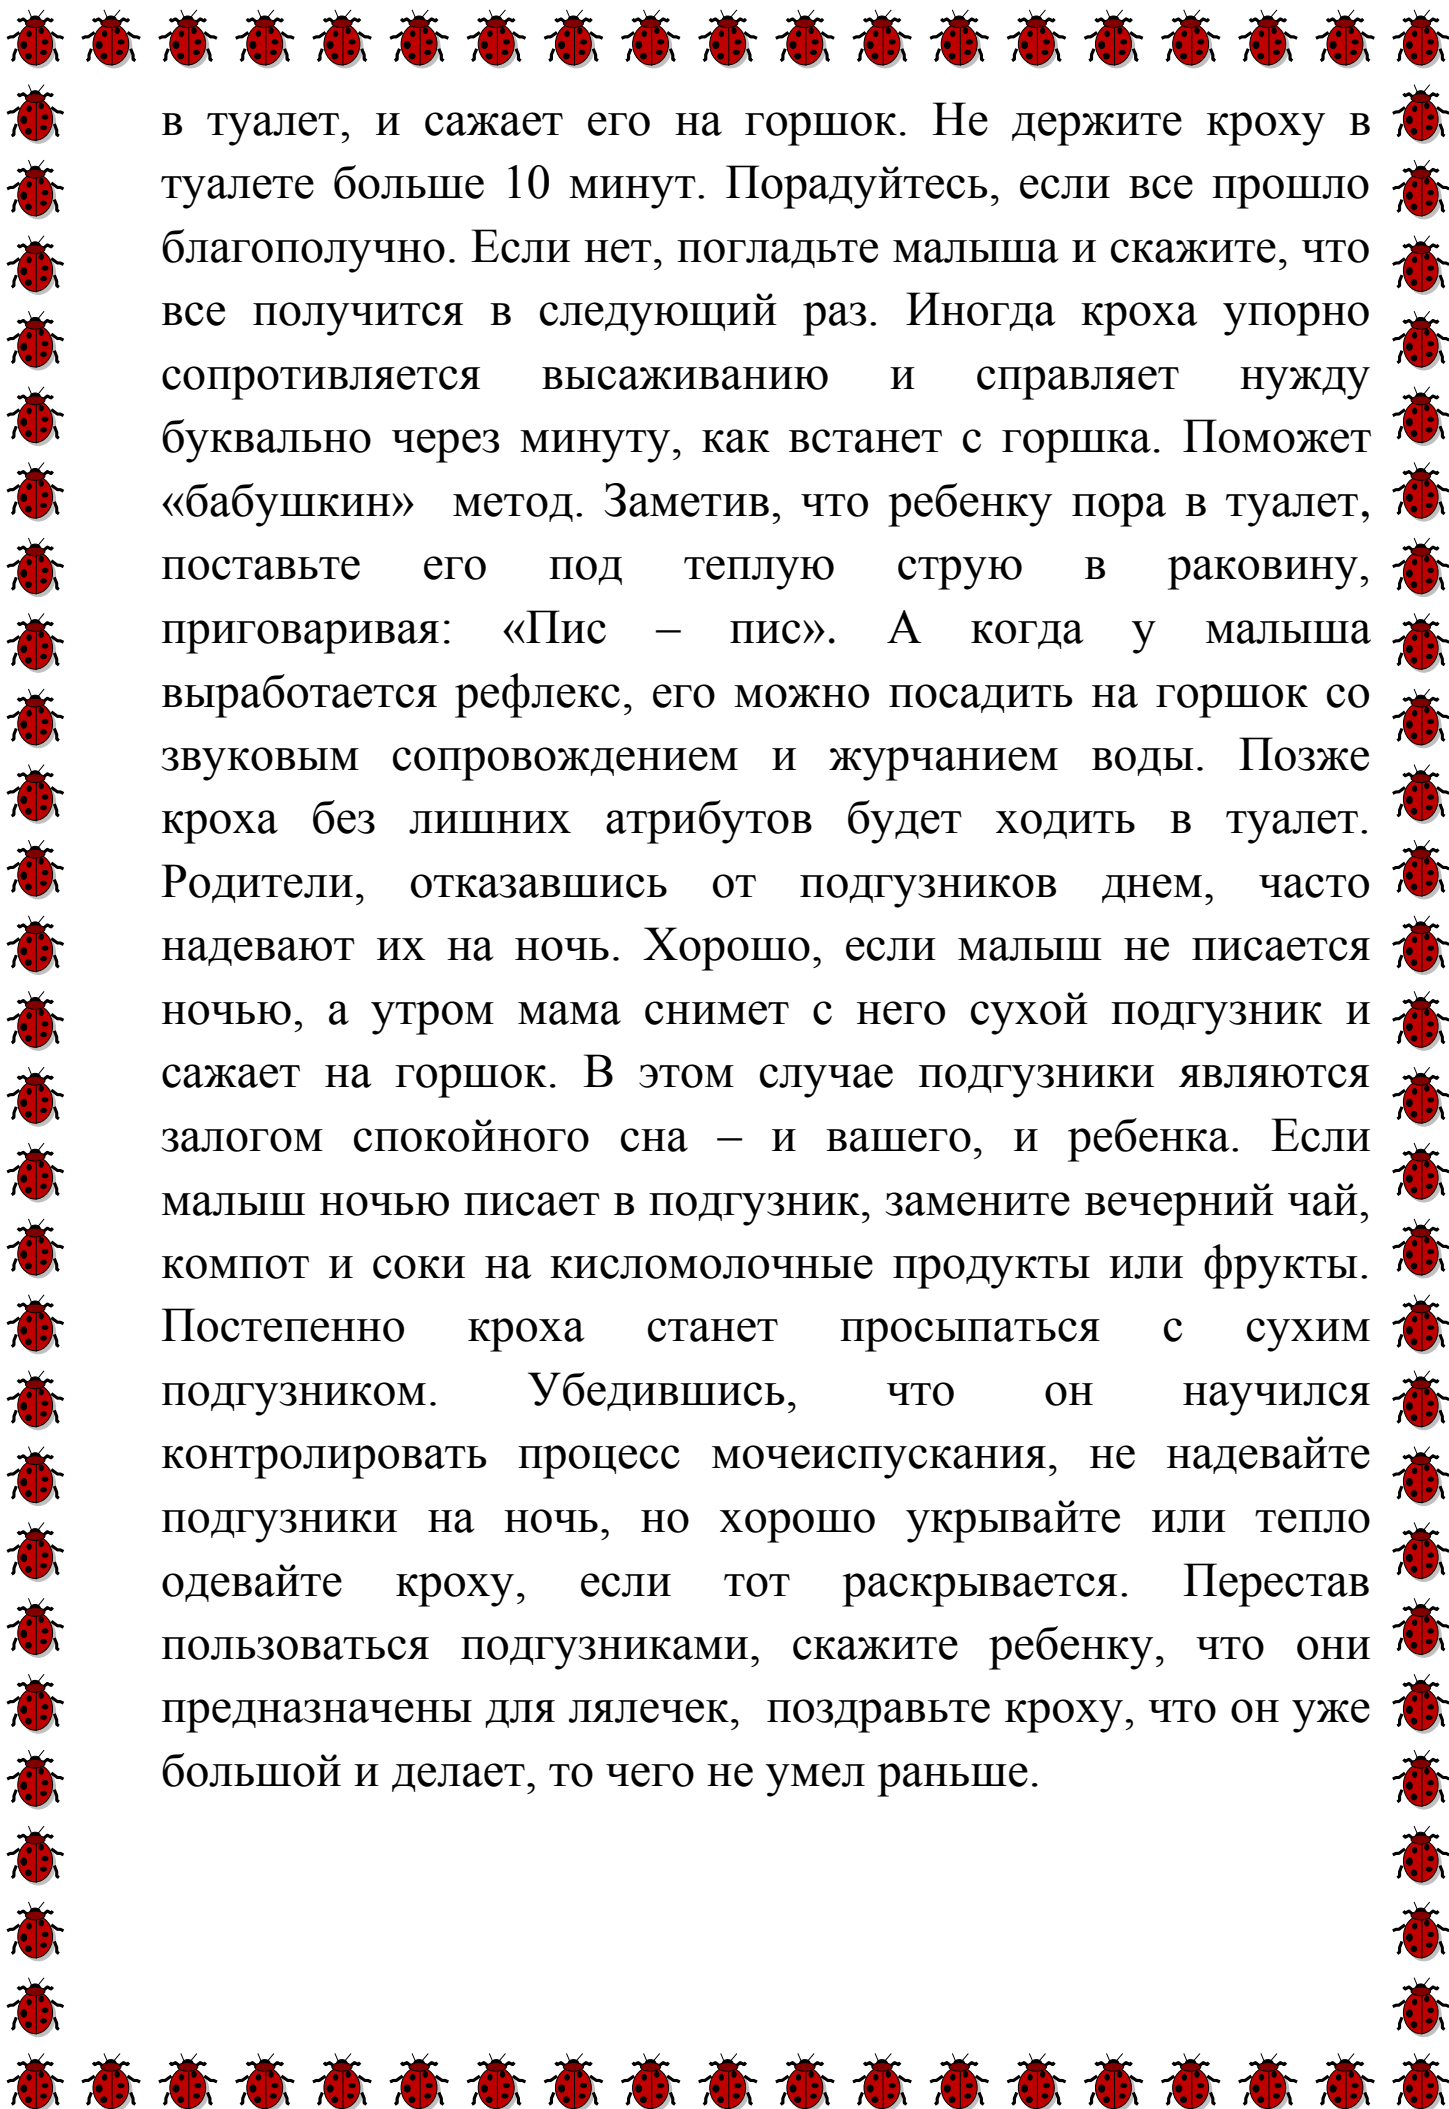 в туалет, и сажает его на горшок. Не держите кроху в
туалете больше 10 минут. Порадуйтесь, если все прошло
благополучно. Если нет, погладьте малыша и скажите, что
все получится в следующий раз. Иногда кроха упорно
сопротивляется высаживанию и справляет нужду
буквально через минуту, как встанет с горшка. Поможет
«бабушкин» метод. Заметив, что ребенку пора в туалет,
поставьте его под теплую струю в раковину,
приговаривая: «Пис – пис». А когда у малыша
выработается рефлекс, его можно посадить на горшок со
звуковым сопровождением и журчанием воды. Позже
кроха без лишних атрибутов будет ходить в туалет.
Родители, отказавшись от подгузников днем, часто
надевают их на ночь. Хорошо, если малыш не писается
ночью, а утром мама снимет с него сухой подгузник и
сажает на горшок. В этом случае подгузники являются
залогом спокойного сна – и вашего, и ребенка. Если
малыш ночью писает в подгузник, замените вечерний чай,
компот и соки на кисломолочные продукты или фрукты.
Постепенно кроха станет просыпаться с сухим
подгузником. Убедившись, что он научился
контролировать процесс мочеиспускания, не надевайте
подгузники на ночь, но хорошо укрывайте или тепло
одевайте кроху, если тот раскрывается. Перестав
пользоваться подгузниками, скажите ребенку, что они
предназначены для лялечек, поздравьте кроху, что он уже
большой и делает, то чего не умел раньше.